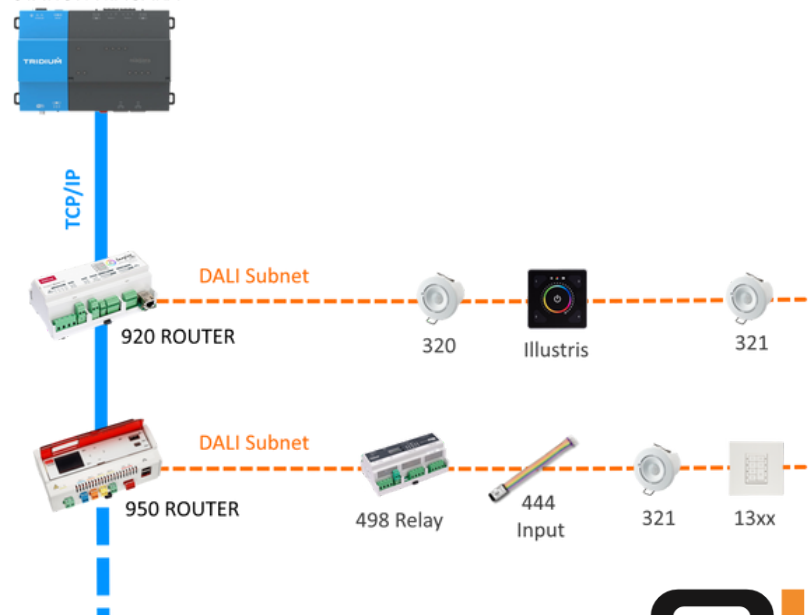 TRIDIUM
TCP/IP
DALI Subnet
920 ROUTER
320
Illustris
321
DALI Subnet
950 ROUTER
498 Relay
444
Input
321
13xx